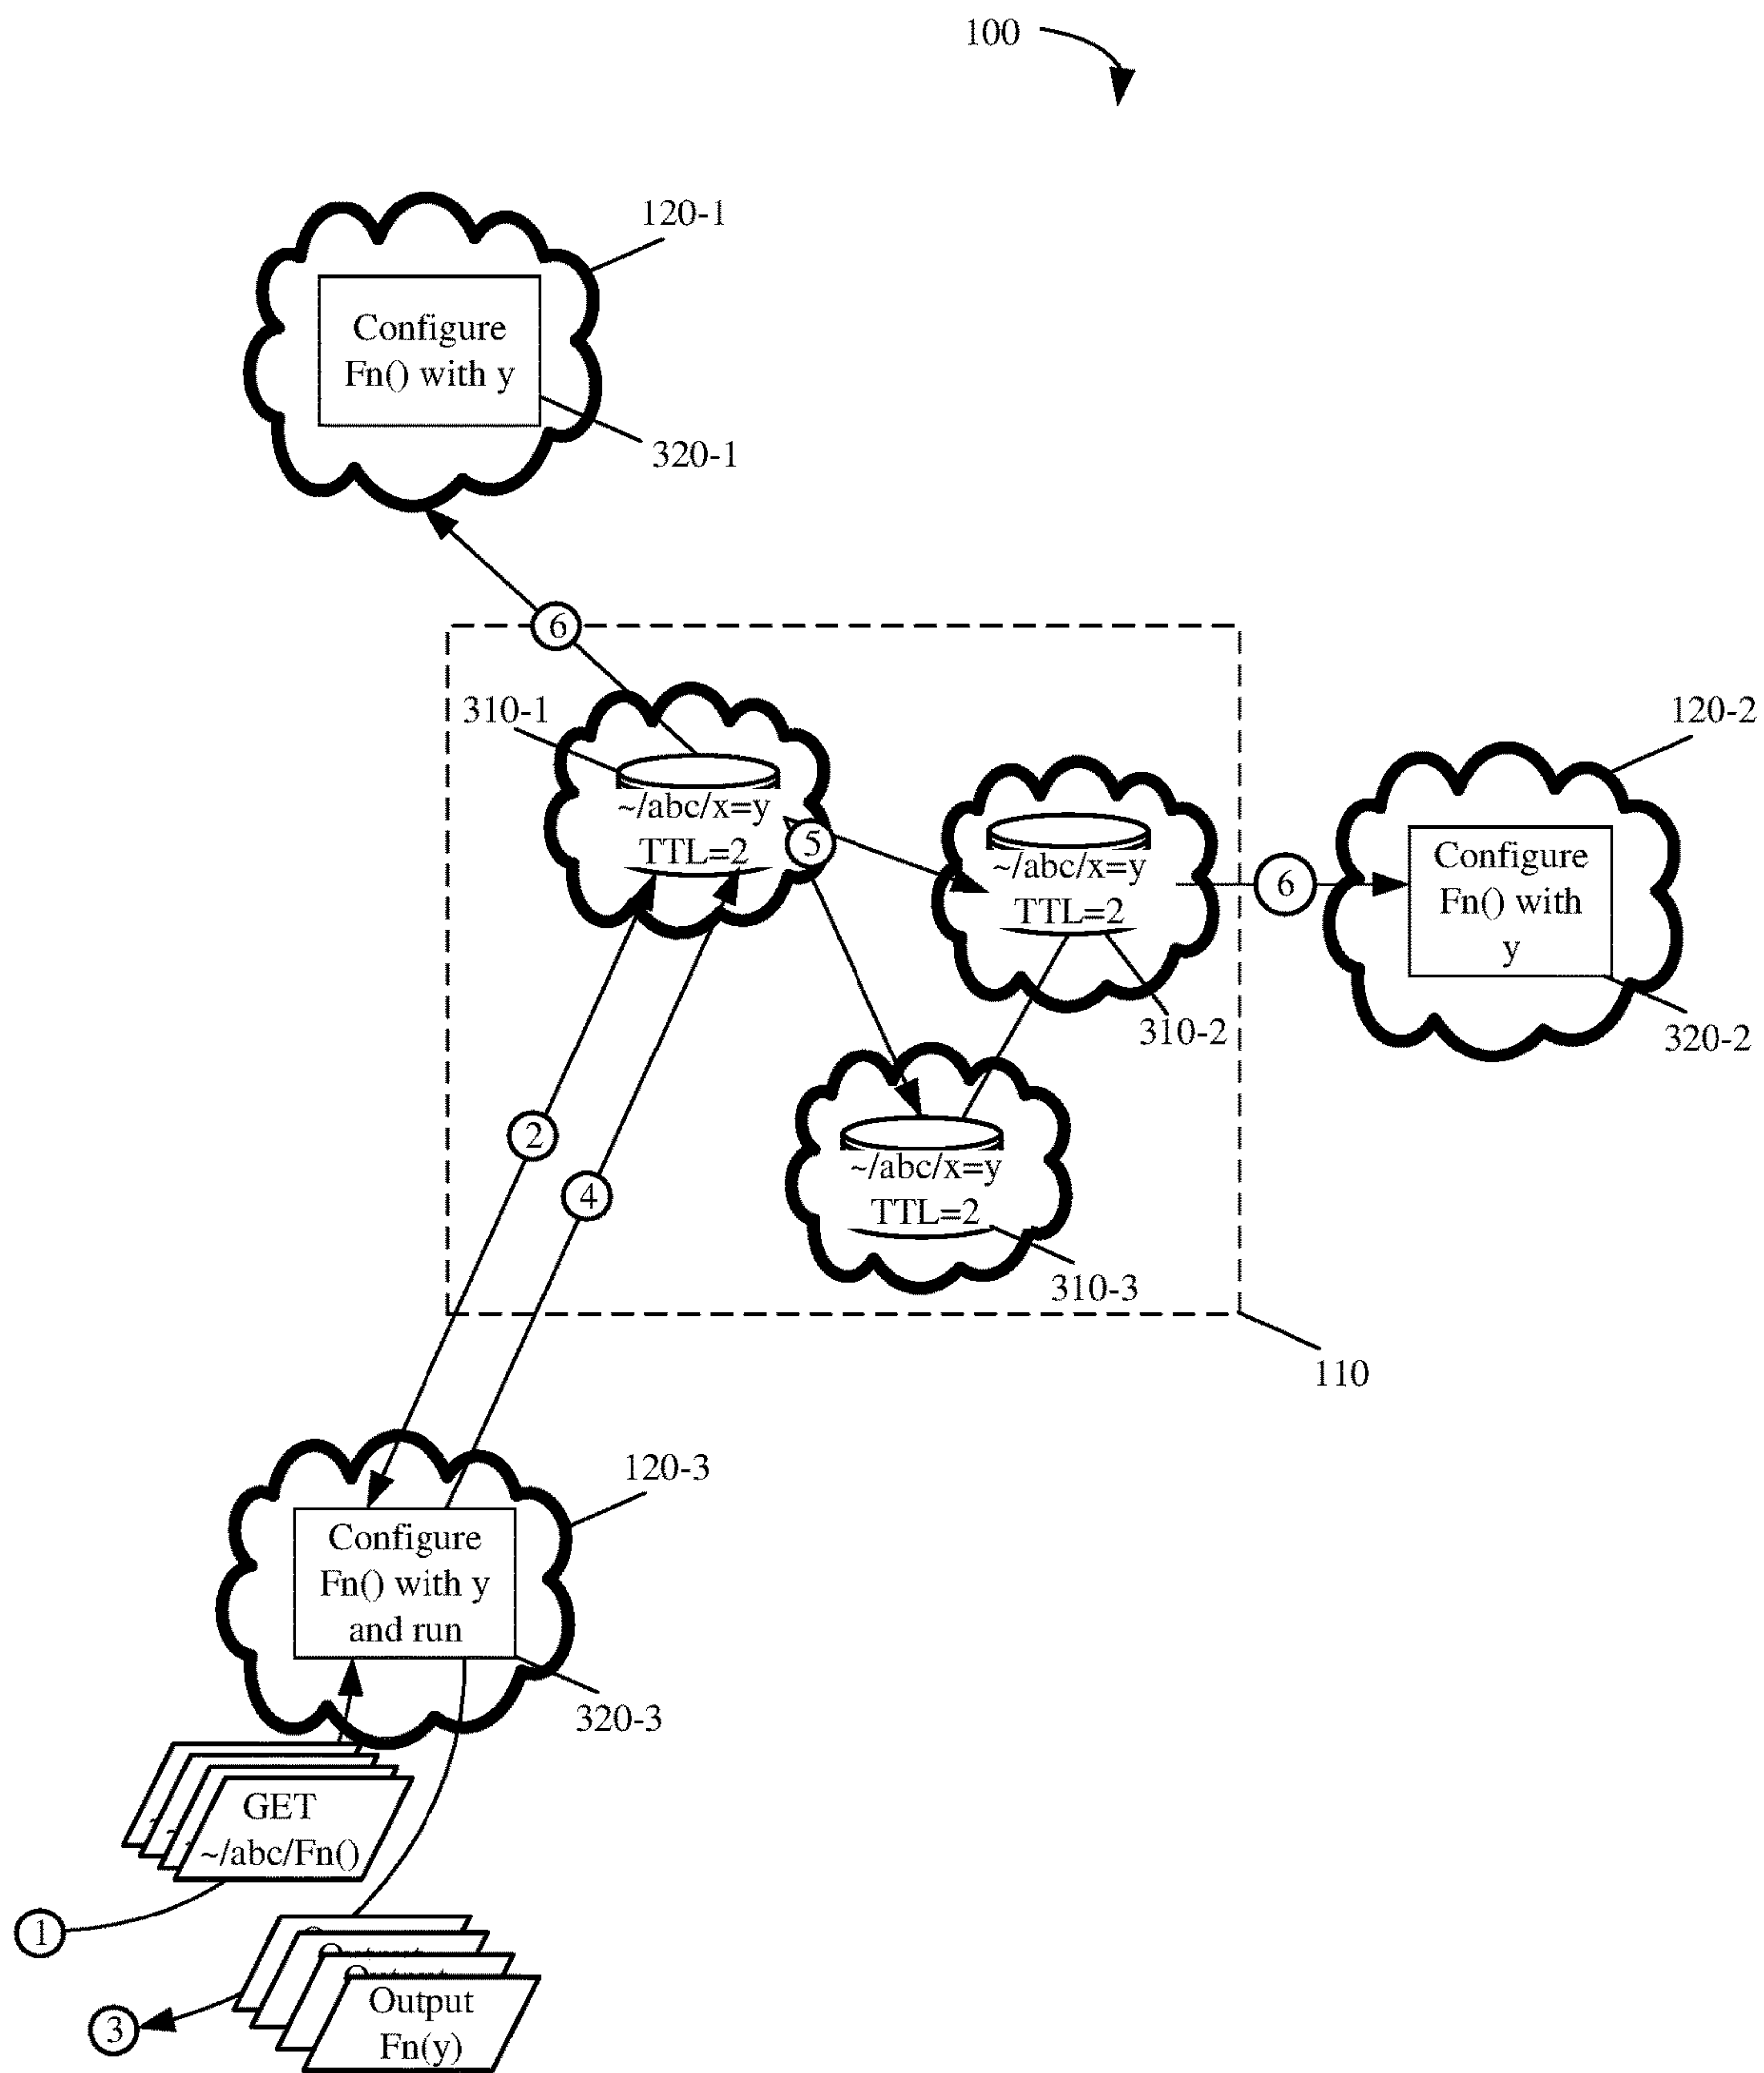 100
120-1
Configure
Fn() with y
320-1
6
310-1
~/abc/x=y
TTL=2
5
~/abc/x=y
TTL=2
310-2
6
120-2
Configure
Fn() with
y
320-2
~/abc/x=y
TTL=2
310-3
2
4
110
120-3
Configure
Fn() with y
and run
320-3
GET
~/abc/Fn()
1
3
Output
Fn(y)